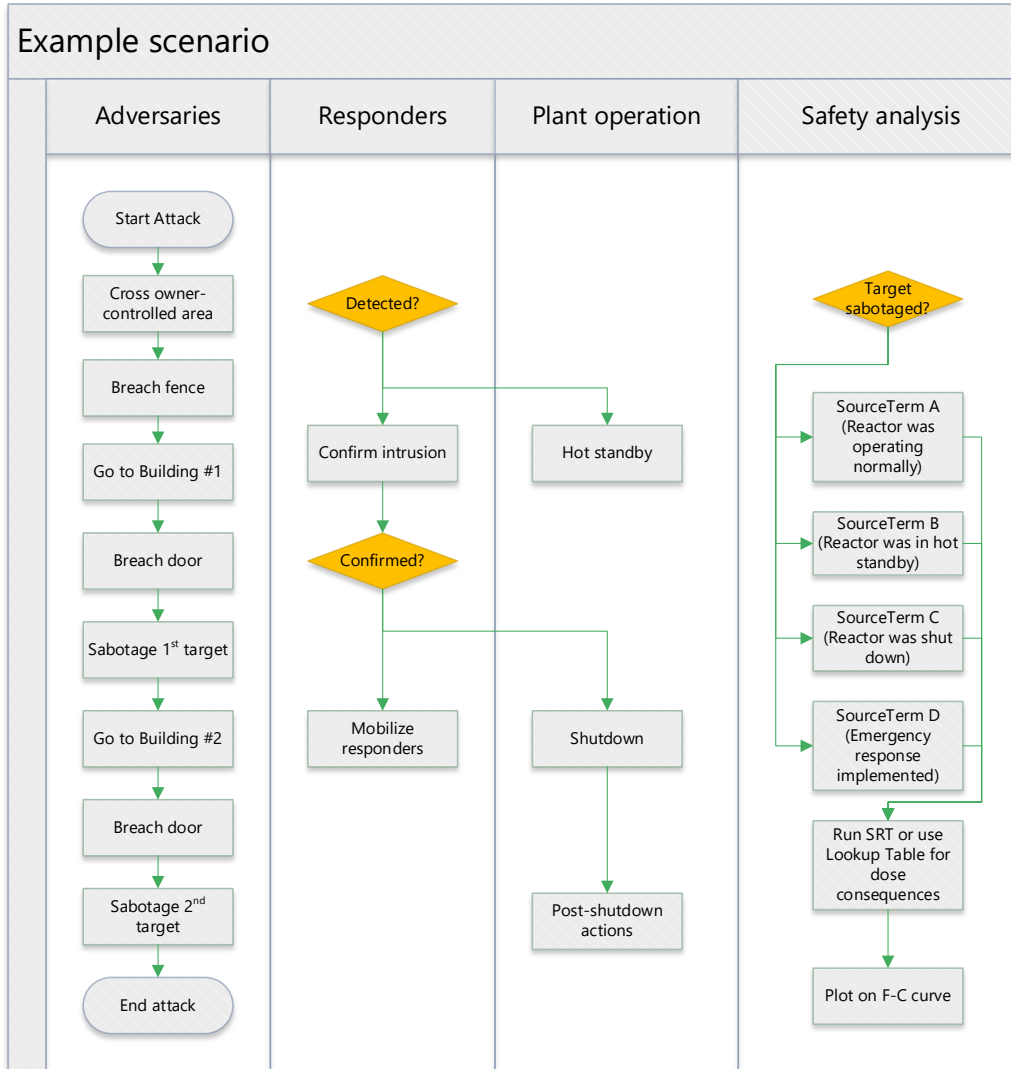 Example scenario
Adversaries
Responders
Plant operation
Safety analysis
Start Attack
Cross owner-
controlled area
Breach fence
Go to Building #1
Breach door
Sabotage 1st target
Go to Building #2
Breach door
Sabotage 2nd
target
End attack
Detected?
Confirm intrusion
Confirmed?
Mobilize
responders
Hot standby
Shutdown
Post-shutdown
actions
Target
sabotaged?
SourceTerm A
(Reactor was
operating
normally)
SourceTerm B
(Reactor was in hot
standby)
SourceTerm C
(Reactor was shut
down)
SourceTerm D
(Emergency
response
implemented)
Run SRT or use
Lookup Table for
dose
consequences
Plot on F-C curve